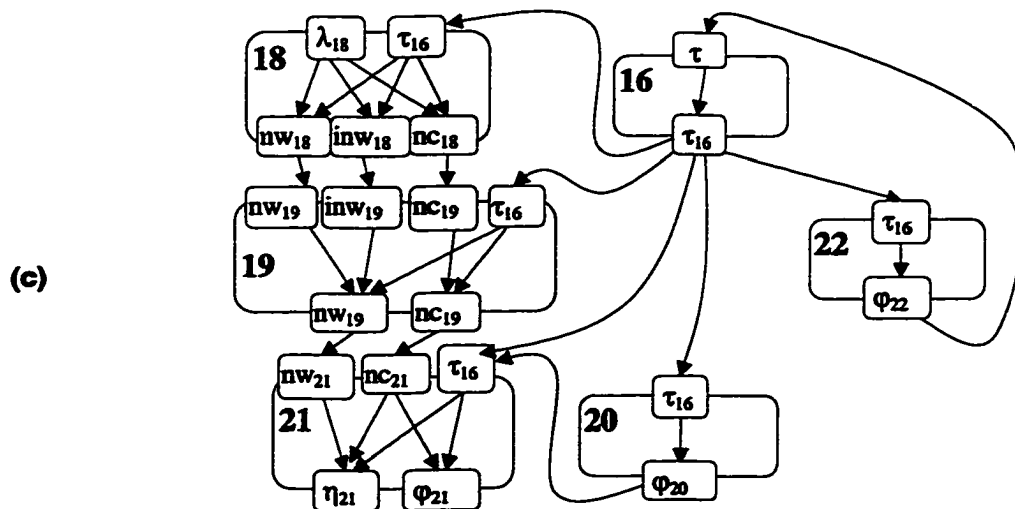 (c)
18
λ₁₈
τ₁₆
nw₁₈
inw₁₈
nc₁₈
19
nw₁₉
inw₁₉
nc₁₉
τ₁₆
nw₁₉
nc₁₉
21
nw₂₁
nc₂₁
τ₁₆
η₂₁
φ₂₁
16
τ
τ₁₆
22
τ₁₆
φ₂₂
20
τ₁₆
φ₂₀